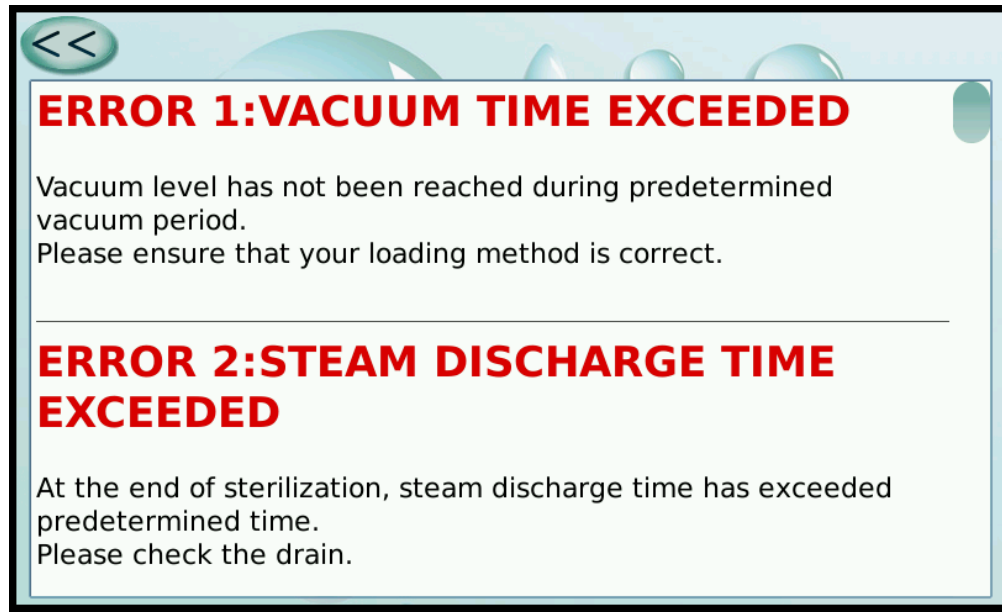 <<
ERROR 1:VACUUM TIME EXCEEDED
Vacuum level has not been reached during predetermined
vacuum period.
Please ensure that your loading method is correct.
ERROR 2:STEAM DISCHARGE TIME
EXCEEDED
At the end of sterilization, steam discharge time has exceeded
predetermined time.
Please check the drain.